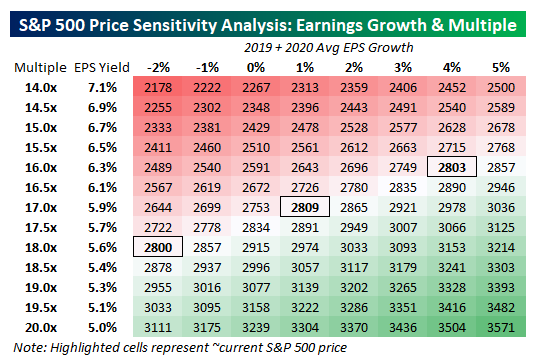 S&P 500 Price Sensitivity Analysis: Earnings Growth & Multiple
2019 + 2020 Avg EPS Growth
Multiple EPS Yield -2% -1% 0% 1% 2% 3% 4% 5%
14.0x 7.1% 2178 2222 2267 2313 2359 2406 2452 2500
14.5x 6.9% 2255 2302 2348 2396 2443 2491 2540 2589
15.0x 6.7% 2333 2381 2429 2478 2528 2577 2628 2678
15.5x 6.5% 2411 2460 2510 2561 2612 2663 2715 2768
16.0x 6.3% 2489 2540 2591 2643 2696 2749 2803 2857
16.5x 6.1% 2567 2619 2672 2726 2780 2835 2890 2946
17.0x 5.9% 2644 2699 2753 2809 2865 2921 2978 3036
17.5x 5.7% 2722 2778 2834 2891 2949 3007 3066 3125
18.0x 5.6% 2800 2857 2915 2974 3033 3093 3153 3214
18.5x 5.4% 2878 2937 2996 3057 3117 3179 3241 3303
19.0x 5.3% 2955 3016 3077 3139 3202 3265 3328 3393
19.5x 5.1% 3033 3095 3158 3222 3286 3351 3416 3482
20.0x 5.0% 3111 3175 3239 3304 3370 3436 3504 3571
Note: Highlighted cells represent ~current S&P 500 price